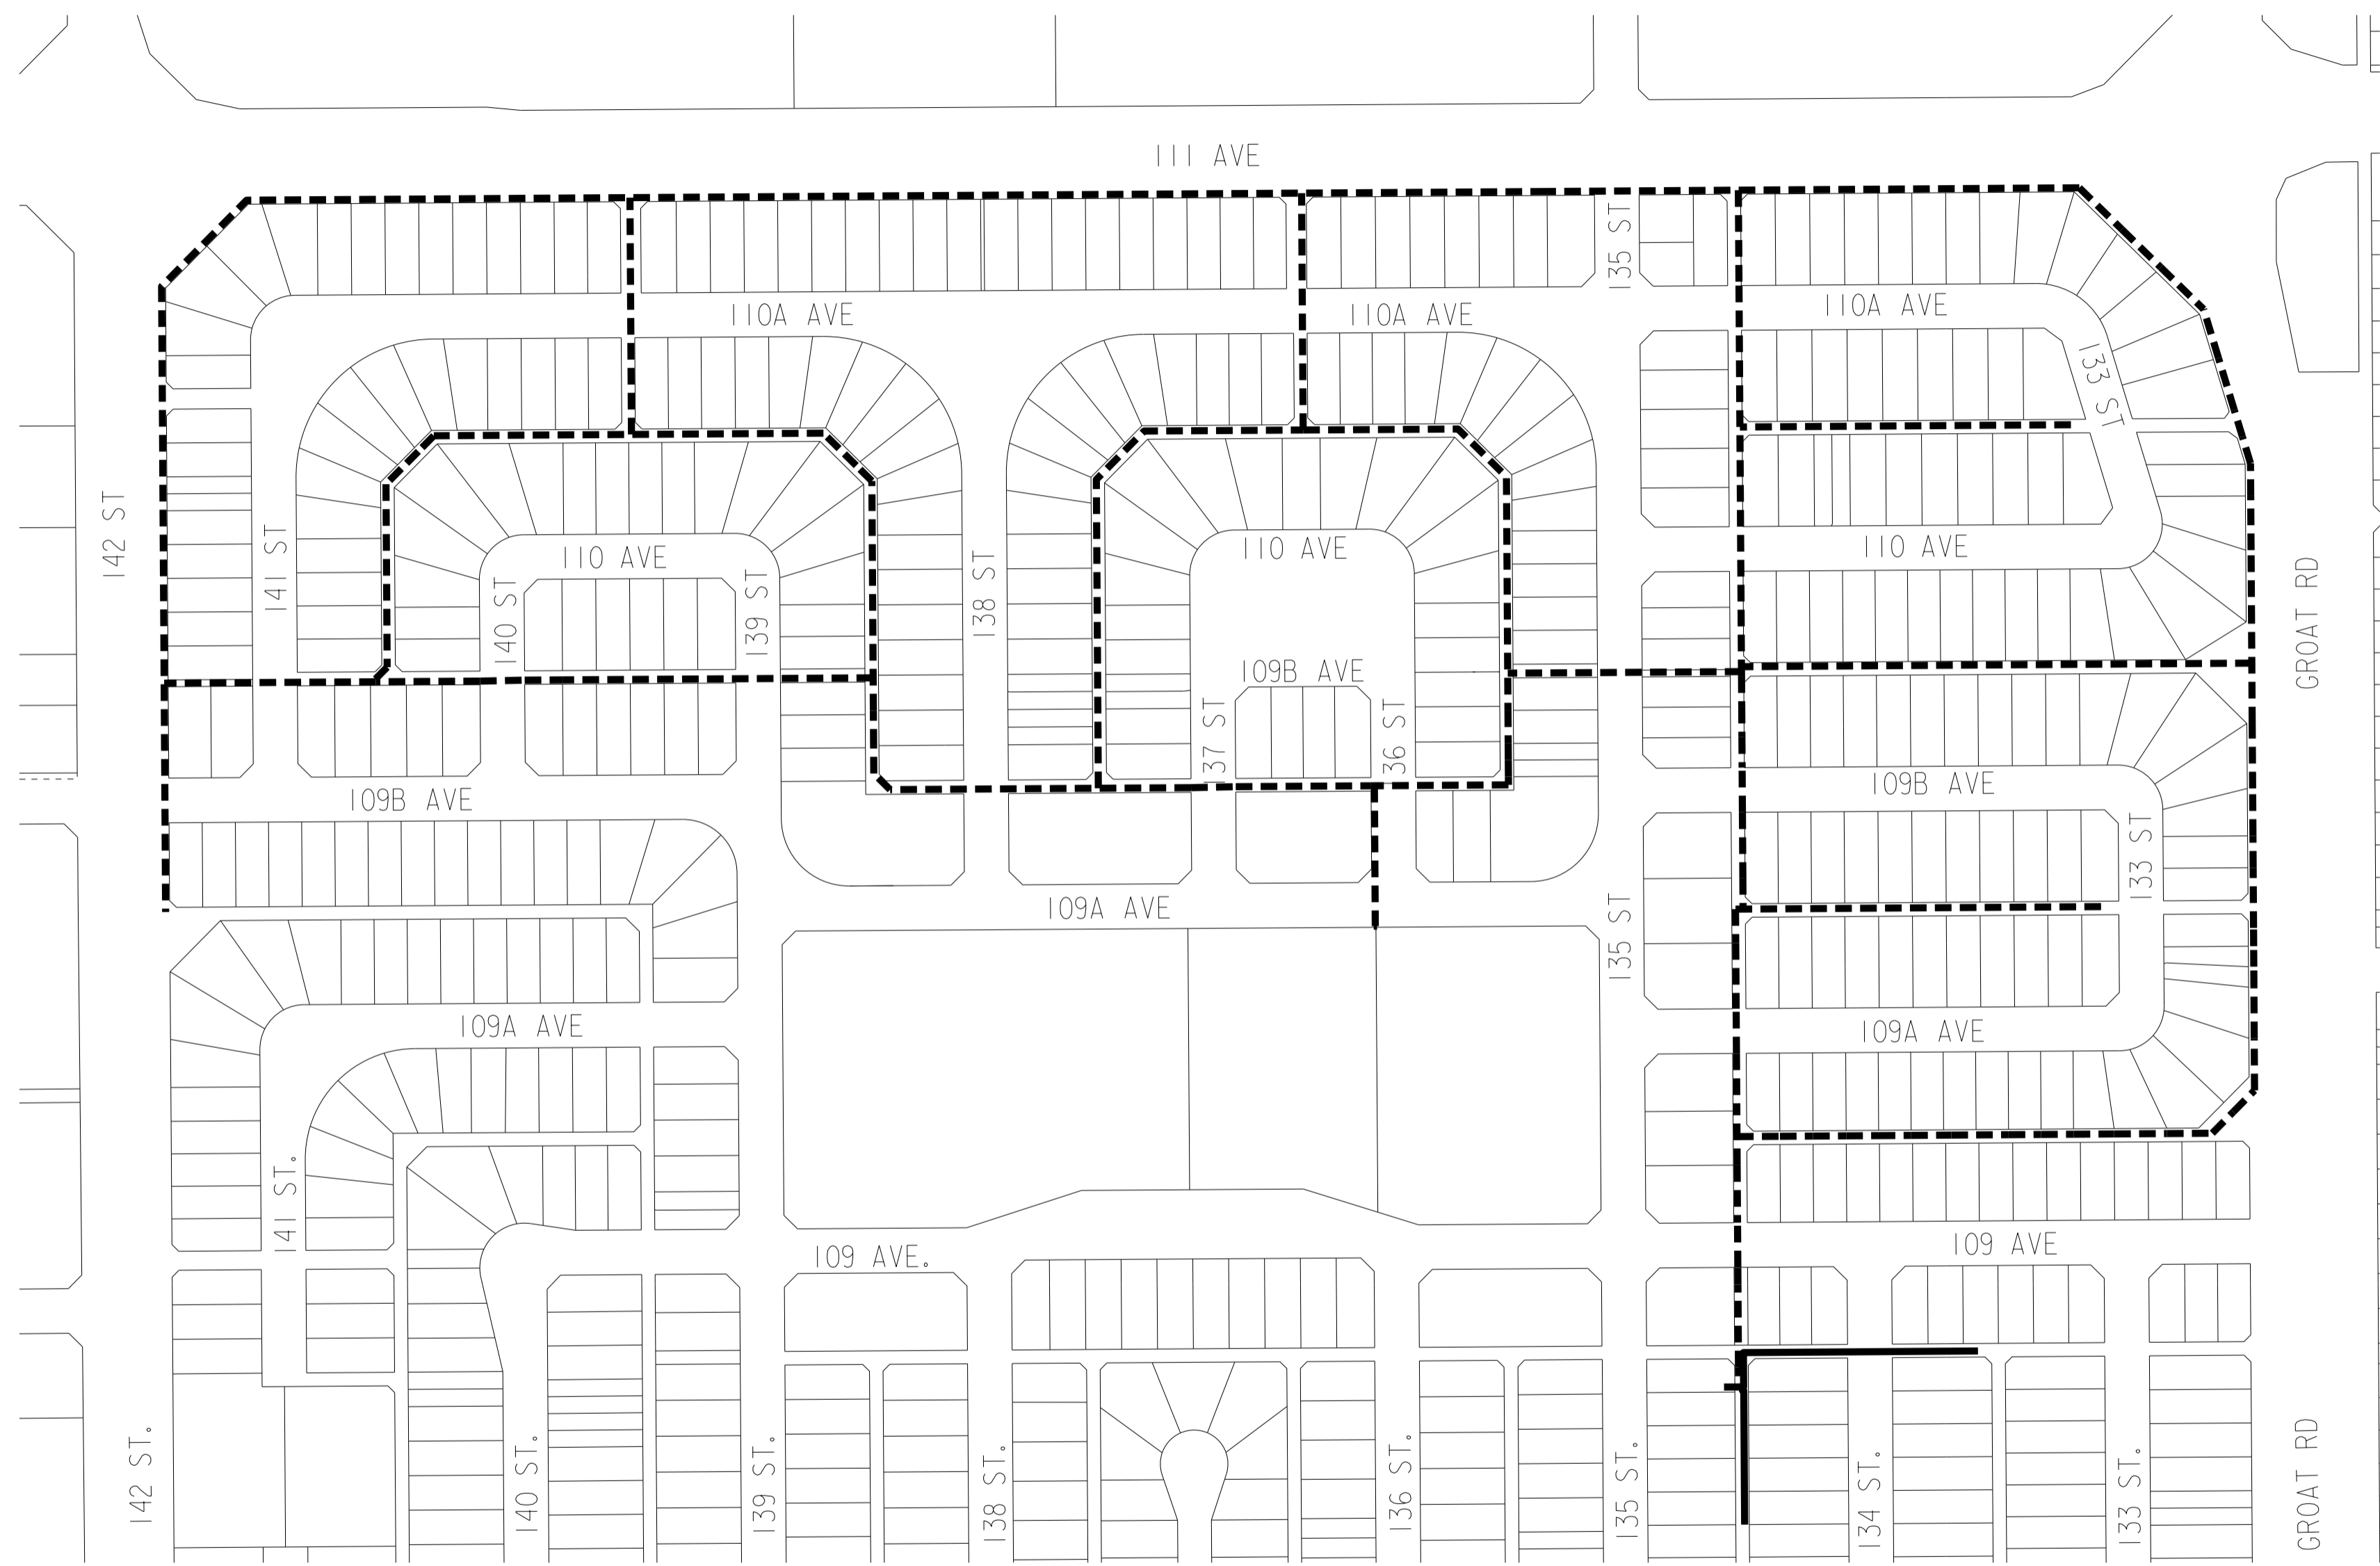 111 AVE
135 ST
110A AVE
110A AVE
110A AVE
133 ST
142 ST
141 ST
110 AVE
140 ST
139 ST
138 ST
110 AVE
110 AVE
GROAT RD
109B AVE
137 ST
36 ST
109B AVE
109B AVE
133 ST
109A AVE
135 ST
109A AVE
109A AVE
141 ST.
109 AVE.
109 AVE
142 ST.
140 ST.
139 ST.
138 ST.
136 ST.
135 ST.
134 ST.
133 ST.
GROAT RD